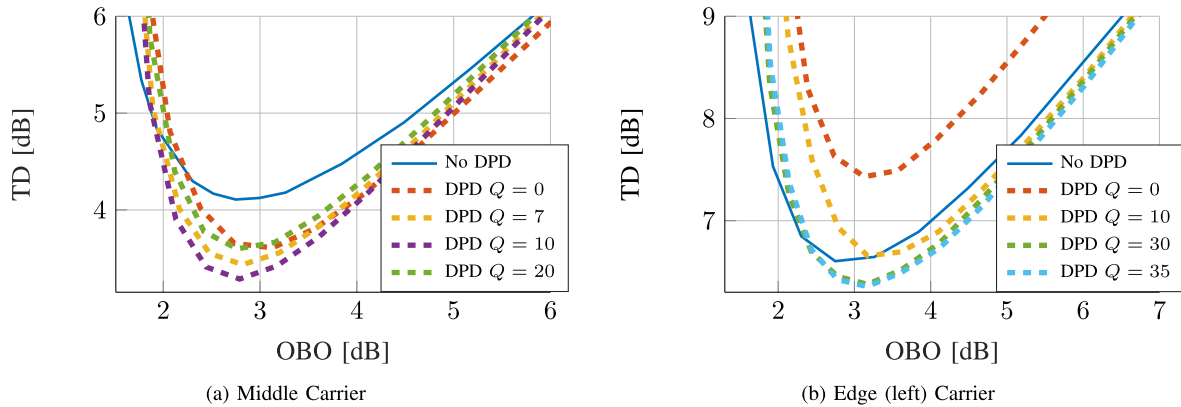 6
5
4
TD [dB]
2
3
4
5
6
OBO [dB]
No DPD
DPD Q = 0
DPD Q = 7
DPD Q = 10
DPD Q = 20
(a) Middle Carrier
9
8
7
TD [dB]
2
3
4
5
6
7
OBO [dB]
No DPD
DPD Q = 0
DPD Q = 10
DPD Q = 30
DPD Q = 35
(b) Edge (left) Carrier